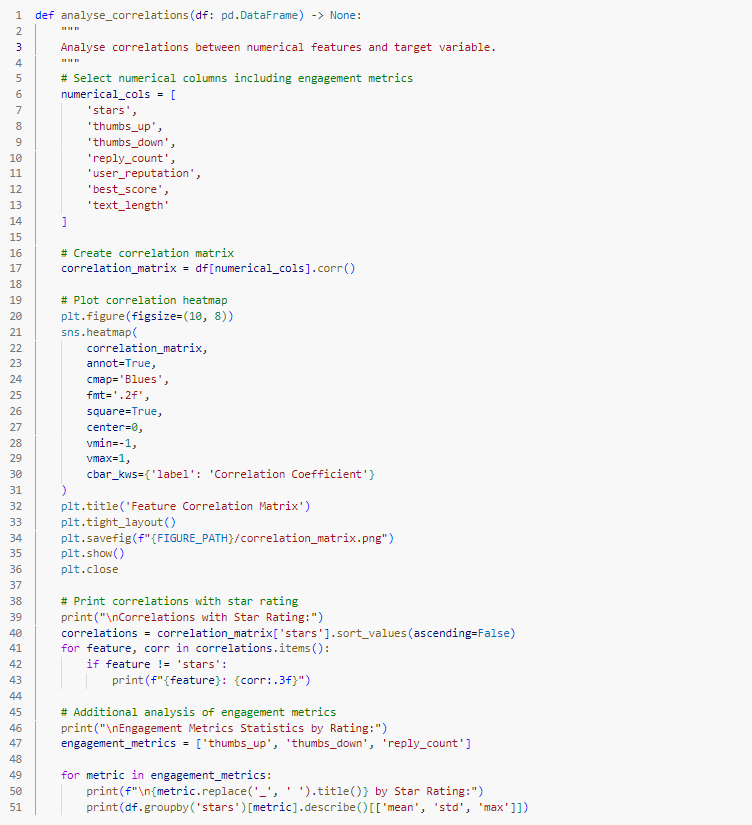 1 def analyse_correlations(df: pd.DataFrame) -> None:
2     """
3     Analyse correlations between numerical features and target variable.
4     """
5     # Select numerical columns including engagement metrics
6     numerical_cols = [
7         'stars',
8         'thumbs_up',
9         'thumbs_down',
10         'reply_count',
11         'user_reputation',
12         'best_score',
13         'text_length'
14     ]
15
16     # Create correlation matrix
17     correlation_matrix = df[numerical_cols].corr()
18
19     # Plot correlation heatmap
20     plt.figure(figsize=(10, 8))
21     sns.heatmap(
22         correlation_matrix,
23         annot=True,
24         cmap='Blues',
25         fmt='.2f',
26         square=True,
27         center=0,
28         vmin=-1,
29         vmax=1,
30         cbar_kws={'label': 'Correlation Coefficient'}
31     )
32     plt.title('Feature Correlation Matrix')
33     plt.tight_layout()
34     plt.savefig(f"{FIGURE_PATH}/correlation_matrix.png")
35     plt.show()
36     plt.close
37
38     # Print correlations with star rating
39     print("\nCorrelations with Star Rating:")
40     correlations = correlation_matrix['stars'].sort_values(ascending=False)
41     for feature, corr in correlations.items():
42         if feature != 'stars':
43             print(f"{feature}: {corr:.3f}")
44
45     # Additional analysis of engagement metrics
46     print("\nEngagement Metrics Statistics by Rating:")
47     engagement_metrics = ['thumbs_up', 'thumbs_down', 'reply_count']
48
49     for metric in engagement_metrics:
50         print(f"\n{metric.replace('_', ' ').title()} by Star Rating:")
51         print(df.groupby('stars')[metric].describe()[['mean', 'std', 'max']])